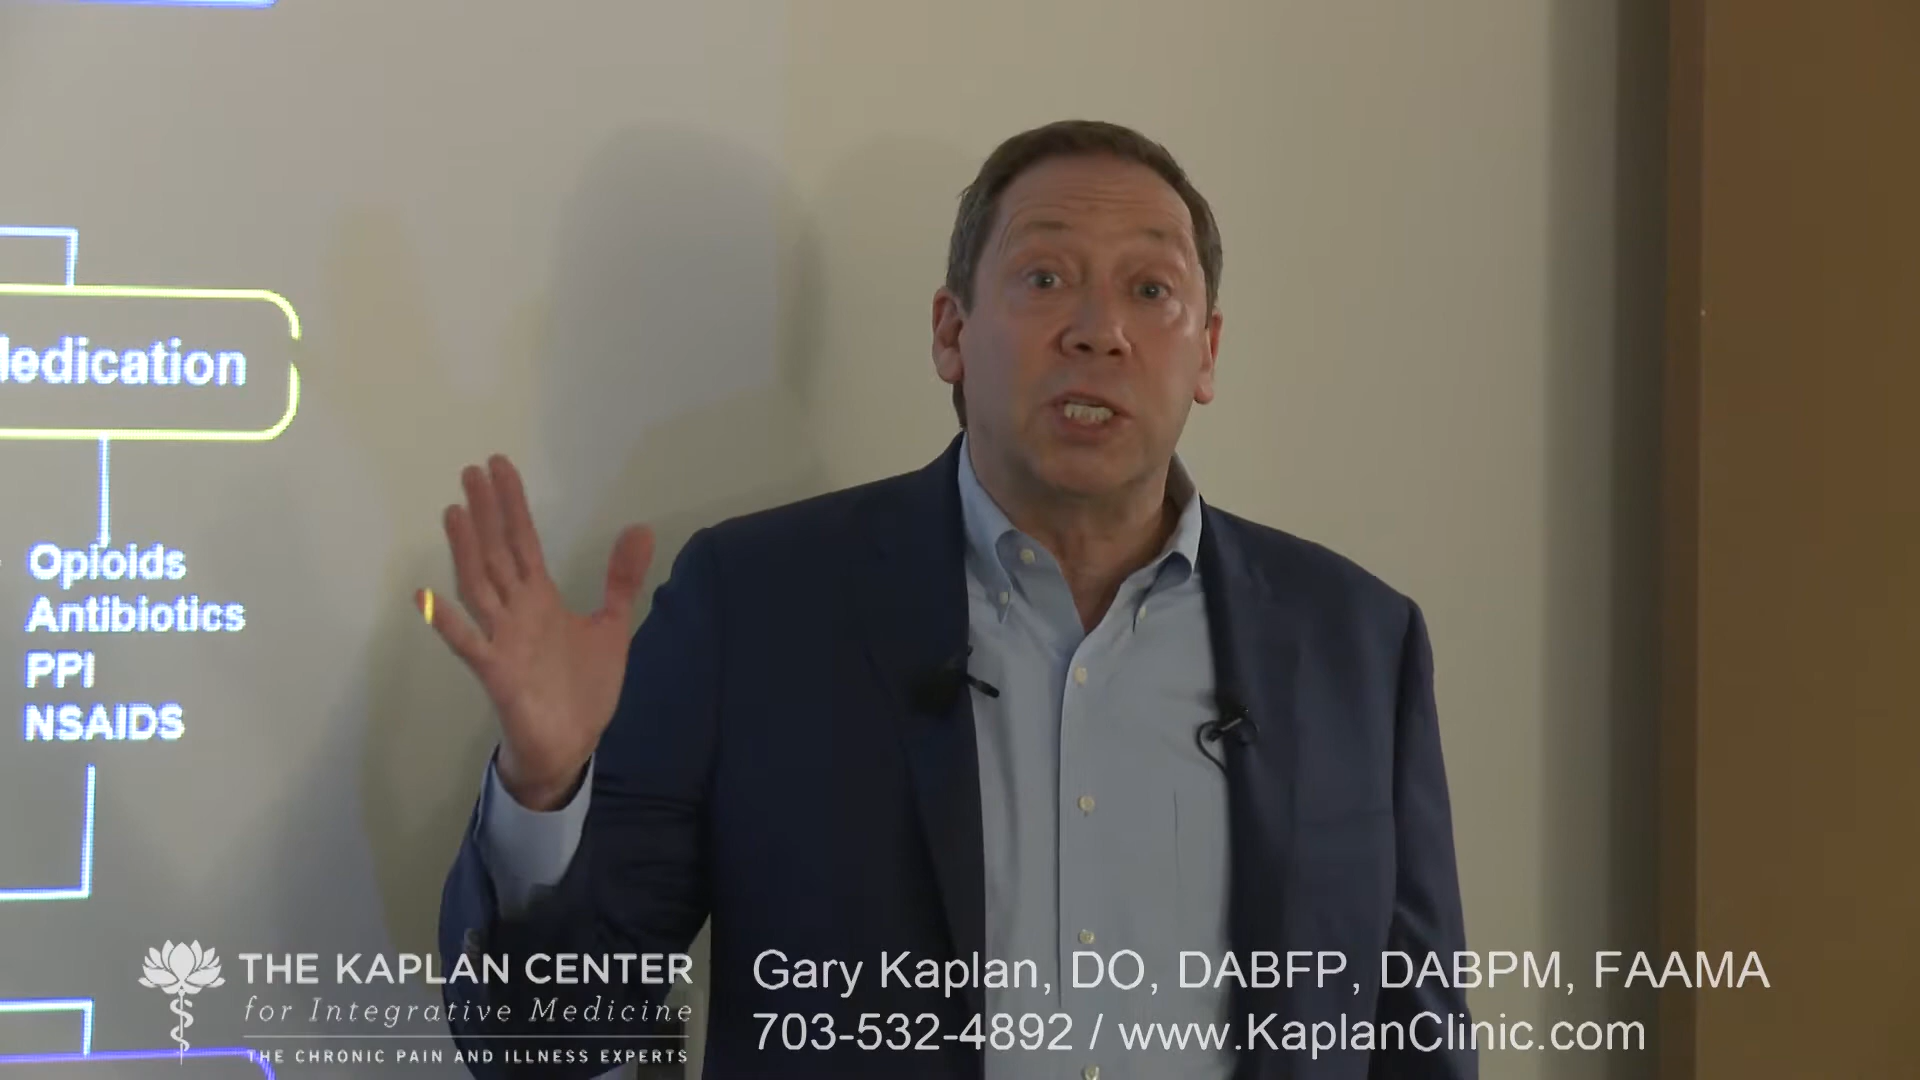 Medication
Opioids
Antibiotics
PPI
NSAIDS
THE KAPLAN CENTER
for Integrative Medicine
THE CHRONIC PAIN AND ILLNESS EXPERTS
Gary Kaplan, DO, DABFP, DABPM, FAAMA
703-532-4892 / www.KaplanClinic.com